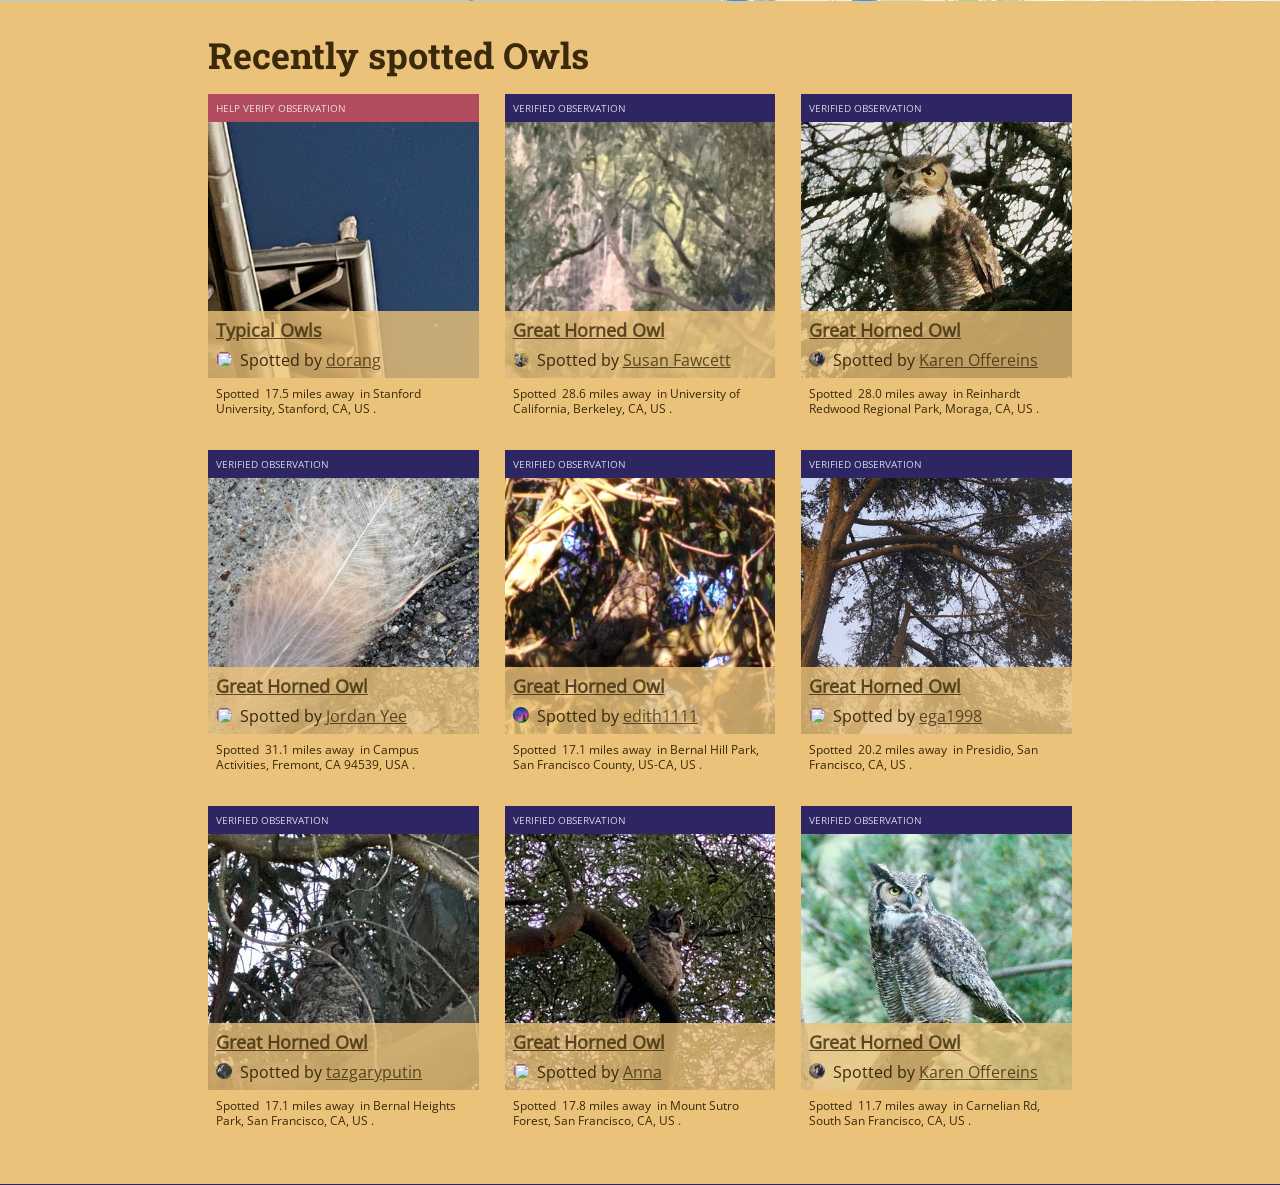 Recently spotted Owls
HELP VERIFY OBSERVATION
Typical Owls
Spotted by dorang
Spotted 17.5 miles away in Stanford
University, Stanford, CA, US .
VERIFIED OBSERVATION
Great Horned Owl
Spotted by Susan Fawcett
Spotted 28.6 miles away in University of
California, Berkeley, CA, US .
VERIFIED OBSERVATION
Great Horned Owl
Spotted by Karen Offereins
Spotted 28.0 miles away in Reinhardt
Redwood Regional Park, Moraga, CA, US .
VERIFIED OBSERVATION
Great Horned Owl
Spotted by Jordan Yee
Spotted 31.1 miles away in Campus
Activities, Fremont, CA 94539, USA .
VERIFIED OBSERVATION
Great Horned Owl
Spotted by edith1111
Spotted 17.1 miles away in Bernal Hill Park,
San Francisco County, US-CA, US .
VERIFIED OBSERVATION
Great Horned Owl
Spotted by ega1998
Spotted 20.2 miles away in Presidio, San
Francisco, CA, US .
VERIFIED OBSERVATION
Great Horned Owl
Spotted by tazgaryputin
Spotted 17.1 miles away in Bernal Heights
Park, San Francisco, CA, US .
VERIFIED OBSERVATION
Great Horned Owl
Spotted by Anna
Spotted 17.8 miles away in Mount Sutro
Forest, San Francisco, CA, US .
VERIFIED OBSERVATION
Great Horned Owl
Spotted by Karen Offereins
Spotted 11.7 miles away in Carnelian Rd,
South San Francisco, CA, US .